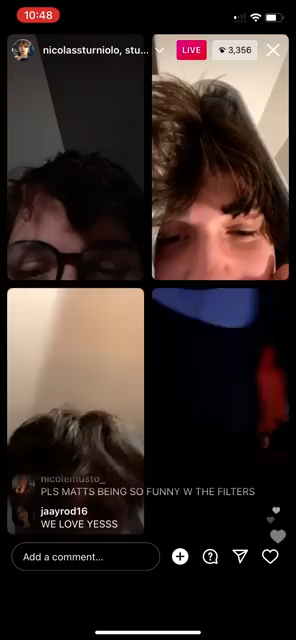 10:48
nicolassturniolo, stu...
LIVE
3,356
nicolemusto_
PLS MATTS BEING SO FUNNY W THE FILTERS
jaayrod16
WE LOVE YESSS
Add a comment...